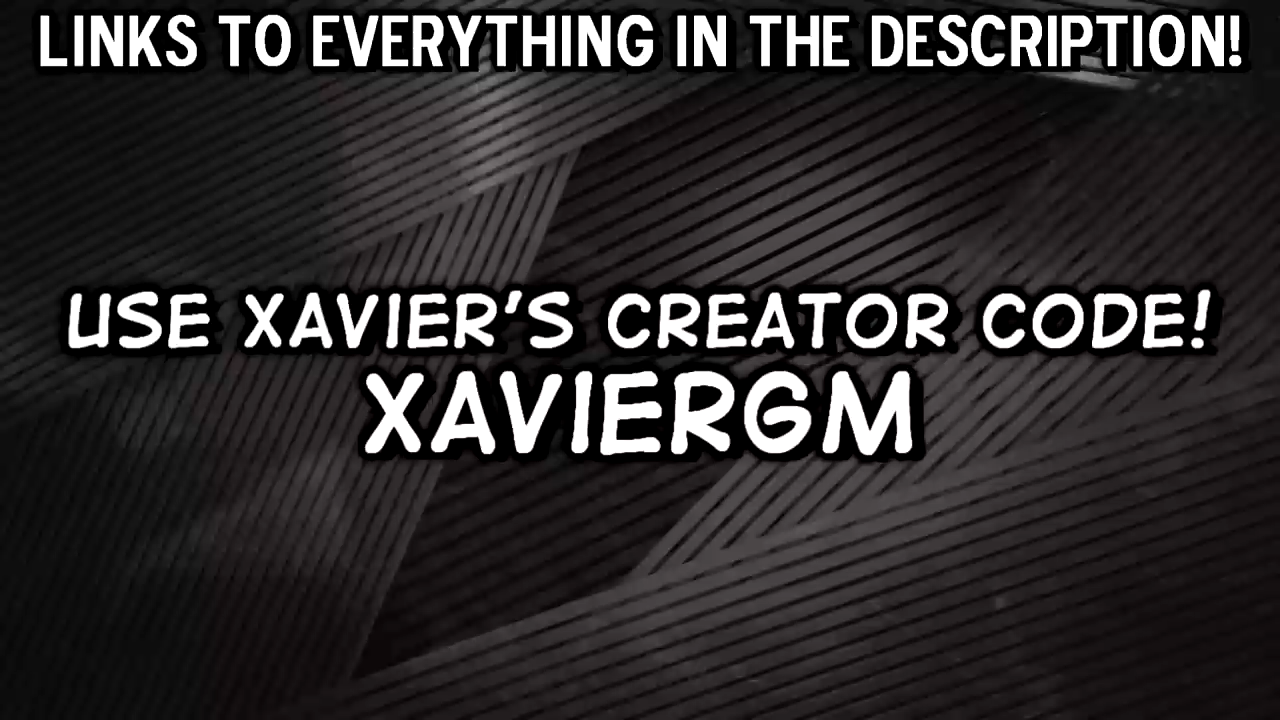 LINKS TO EVERYTHING IN THE DESCRIPTION!
USE XAVIER'S CREATOR CODE!
XAVIERGM